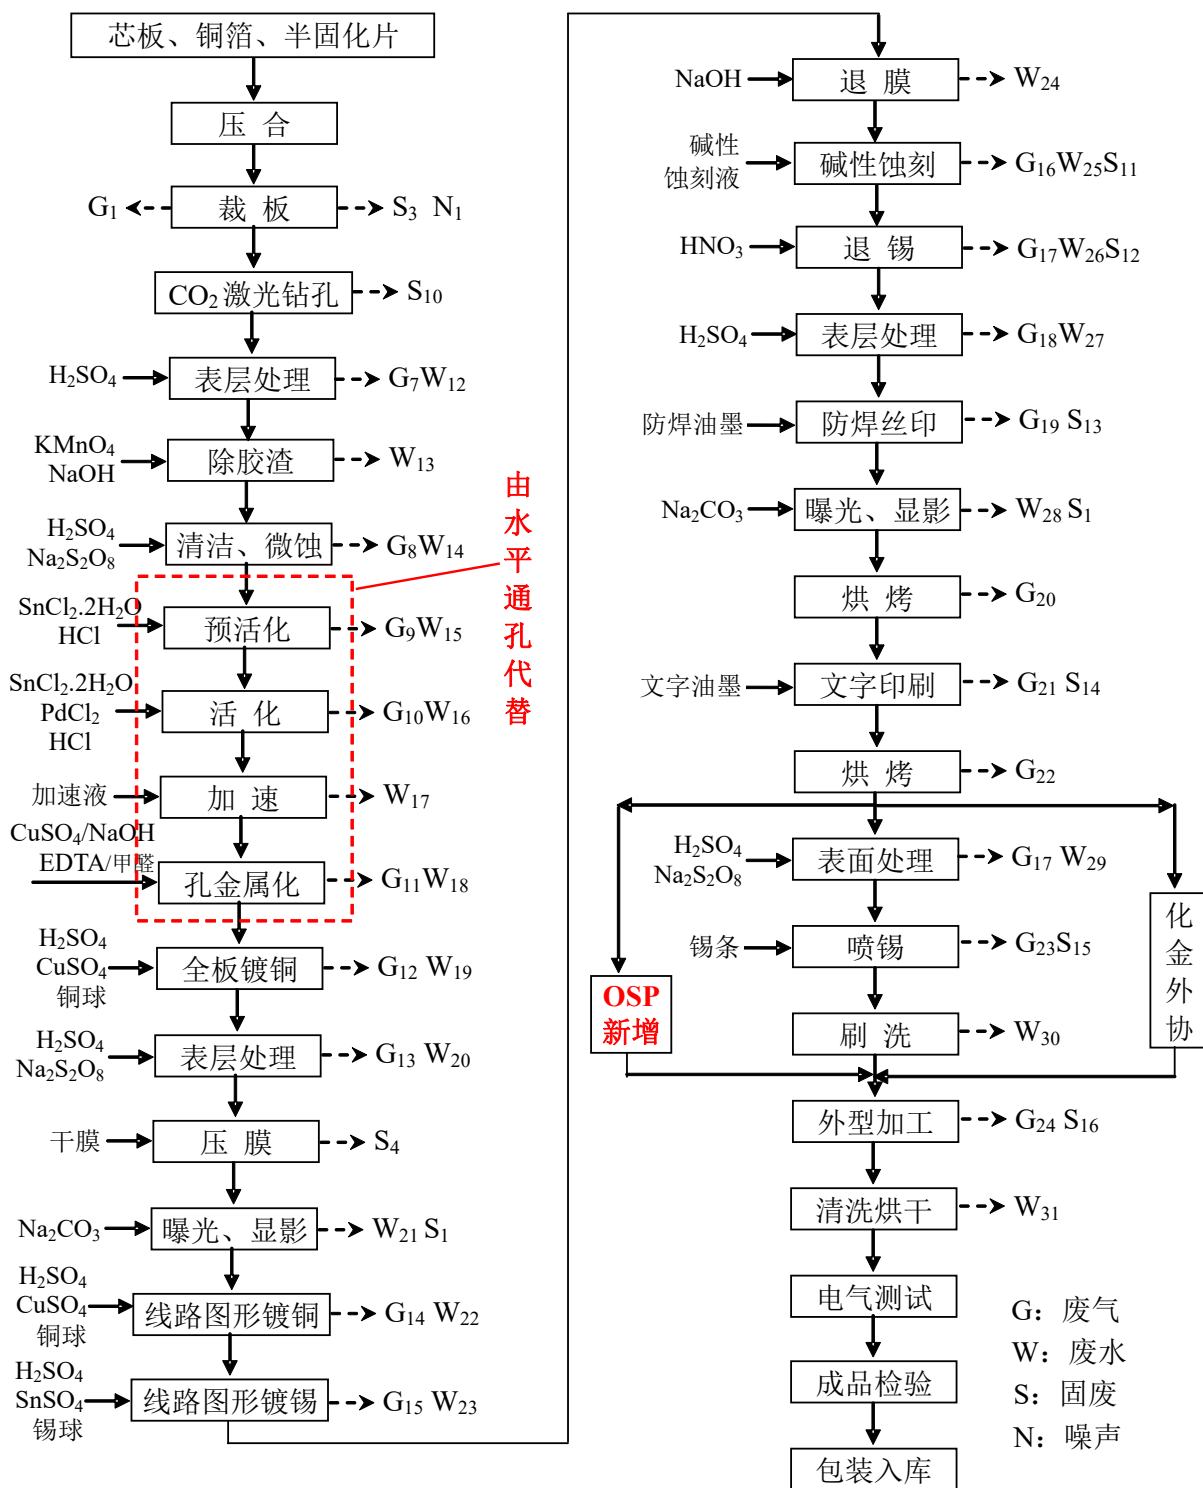 芯板、铜箔、半固化片
压 合
G₁
裁 板
S₃ N₁
CO₂激光钻孔
S₁₀
H₂SO₄
表层处理
G₇W₁₂
KMnO₄
NaOH
除胶渣
W₁₃
H₂SO₄
Na₂S₂O₈
清洁、微蚀
G₈W₁₄
由水平通孔代替
SnCl₂.2H₂O
HCl
预活化
G₉W₁₅
SnCl₂.2H₂O
PdCl₂
HCl
活 化
G₁₀W₁₆
加速液
加 速
W₁₇
CuSO₄/NaOH
EDTA/甲醛
孔金属化
G₁₁W₁₈
H₂SO₄
CuSO₄
铜球
全板镀铜
G₁₂ W₁₉
H₂SO₄
Na₂S₂O₈
表层处理
G₁₃ W₂₀
干膜
压 膜
S₄
Na₂CO₃
曝光、显影
W₂₁ S₁
H₂SO₄
CuSO₄
铜球
线路图形镀铜
G₁₄ W₂₂
H₂SO₄
SnSO₄
锡球
线路图形镀锡
G₁₅ W₂₃
NaOH
退 膜
W₂₄
碱性
蚀刻液
碱性蚀刻
G₁₆W₂₅S₁₁
HNO₃
退 锡
G₁₇W₂₆S₁₂
H₂SO₄
表层处理
G₁₈W₂₇
防焊油墨
防焊丝印
G₁₉ S₁₃
Na₂CO₃
曝光、显影
W₂₈ S₁
烘 烤
G₂₀
文字油墨
文字印刷
G₂₁ S₁₄
烘 烤
G₂₂
H₂SO₄
Na₂S₂O₈
表面处理
G₁₇ W₂₉
锡条
喷锡
G₂₃S₁₅
OSP
新增
刷 洗
W₃₀
化金外协
外型加工
G₂₄ S₁₆
清洗烘干
W₃₁
电气测试
成品检验
包装入库
G：废气
W：废水
S：固废
N：噪声